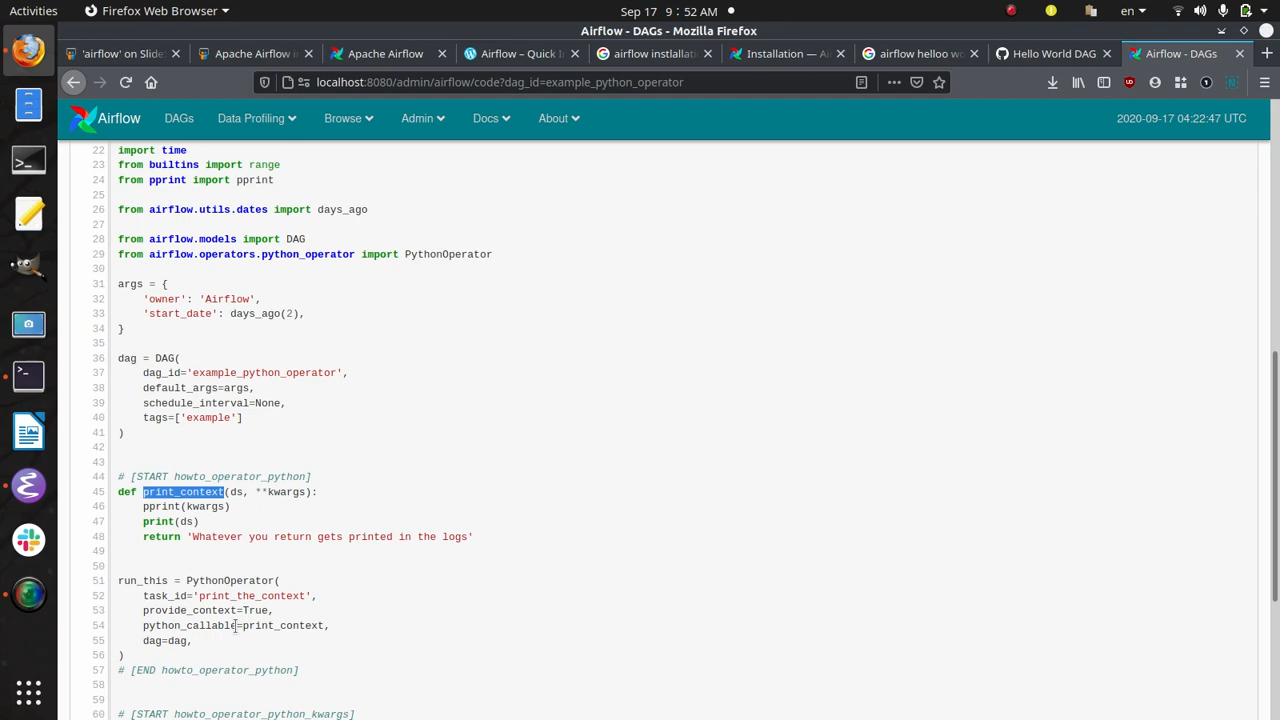 Activities
Firefox Web Browser
Sep 17
9:52 AM
en
Airflow - DAGs - Mozilla Firefox
'airflow' on Slide
Apache Airflow i
Apache Airflow
Airflow – Quick
airflow instllatio
Installation — Ai
airflow helloo wo
Hello World DAG
Airflow - DAGs
localhost:8080/admin/airflow/code?dag_id=example_python_operator
Airflow
DAGs
Data Profiling
Browse
Admin
Docs
About
2020-09-17 04:22:47 UTC
22 import time
23 from builtins import range
24 from pprint import pprint
25
26 from airflow.utils.dates import days_ago
27
28 from airflow.models import DAG
29 from airflow.operators.python_operator import PythonOperator
30
31 args = {
32 'owner': 'Airflow',
33 'start_date': days_ago(2),
34 }
35
36 dag = DAG(
37 dag_id='example_python_operator',
38 default_args=args,
39 schedule_interval=None,
40 tags=['example']
41 )
42
43
44 # [START howto_operator_python]
45 def print_context(ds, **kwargs):
46 pprint(kwargs)
47 print(ds)
48 return 'Whatever you return gets printed in the logs'
49
50
51 run_this = PythonOperator(
52 task_id='print_the_context',
53 provide_context=True,
54 python_callable=print_context,
55 dag=dag,
56 )
57 # [END howto_operator_python]
58
59
60 # [START howto_operator_python_kwargs]